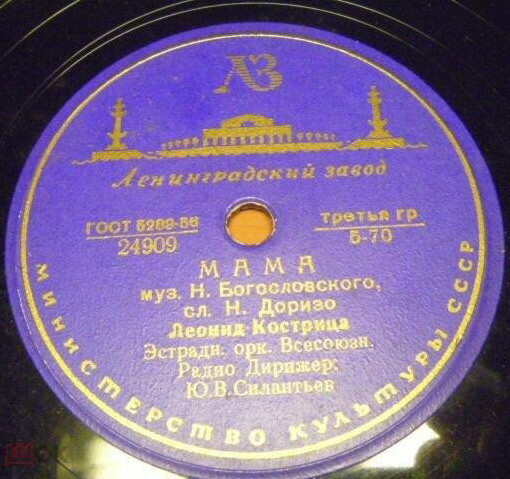 ЛЗ
Ленинградский завод
ГОСТ 5289-56
24909
третья гр
5-70
МАМА
муз. Н. Богословского,
сл. Н. Доризо
Леонид Кострица
Эстрадн. орк. Всесоюзн.
Радио Дирижер:
Ю.В.Силантьев
МИНИСТЕРСТВО КУЛЬТУРЫ СССР